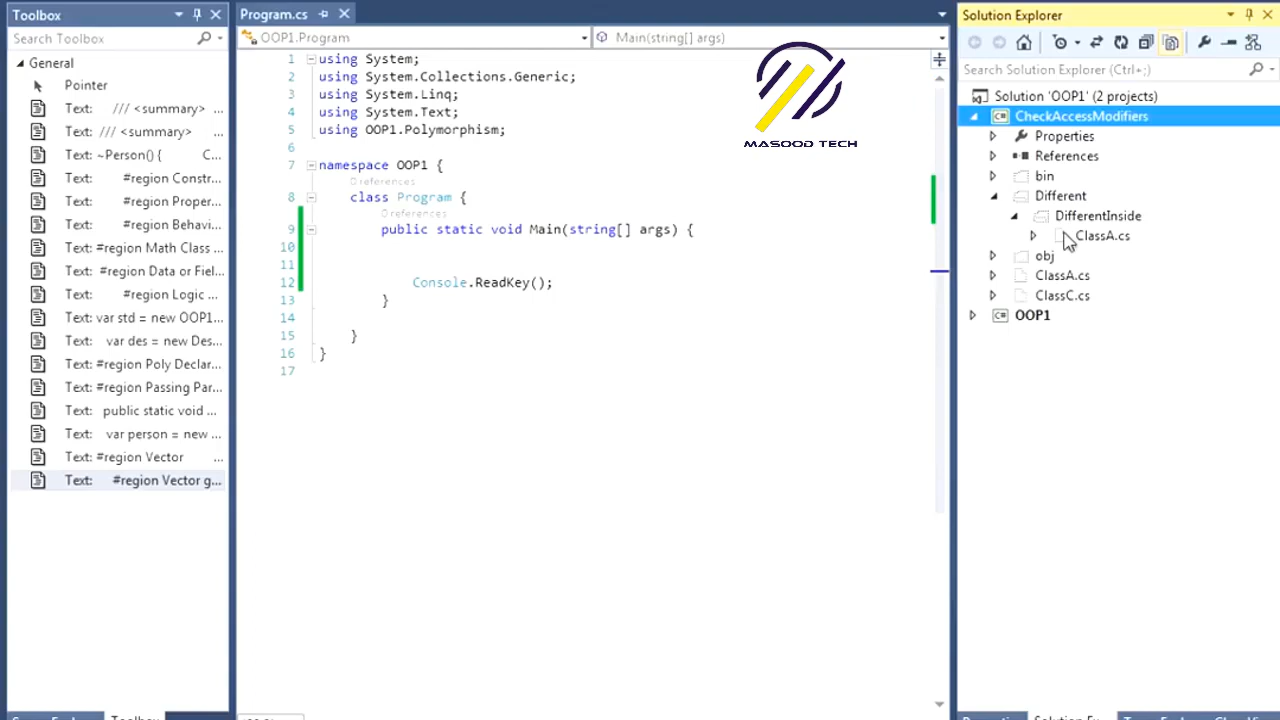 Toolbox
Search Toolbox
General
Pointer
Text: /// <summary> ...
Text: /// <summary> ...
Text: ~Person() { C...
Text: #region Constr...
Text: #region Proper...
Text: #region Behavi...
Text: #region Math Class ...
Text: #region Data or Fiel...
Text: #region Logic ...
Text: var std = new OOP1...
Text: var des = new Des...
Text: #region Poly Declar...
Text: #region Passing Par...
Text: public static void ...
Text: var person = new ...
Text: #region Vector ...
Text: #region Vector g...
Program.cs
OOP1.Program
Main(string[] args)
1 using System;
2 using System.Collections.Generic;
3 using System.Linq;
4 using System.Text;
5 using OOP1.Polymorphism;
6
7 namespace OOP1 {
0 references
8 class Program {
0 references
9 public static void Main(string[] args) {
10
11
12 Console.ReadKey();
13 }
14
15 }
16 }
17
MASOOD TECH
Solution Explorer
Search Solution Explorer (Ctrl+;)
Solution 'OOP1' (2 projects)
CheckAccessModifiers
Properties
References
bin
Different
DifferentInside
ClassA.cs
obj
ClassA.cs
ClassC.cs
OOP1